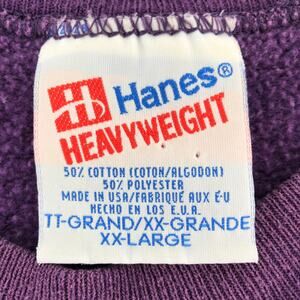 Hanes®
HEAVYWEIGHT
50% COTTON (COTON/ALGODON)
50% POLYESTER
MADE IN USA/FABRIQUÉ AUX É-U
HECHO EN LOS E.U.A.
TT-GRAND/XX-GRANDE
XX-LARGE